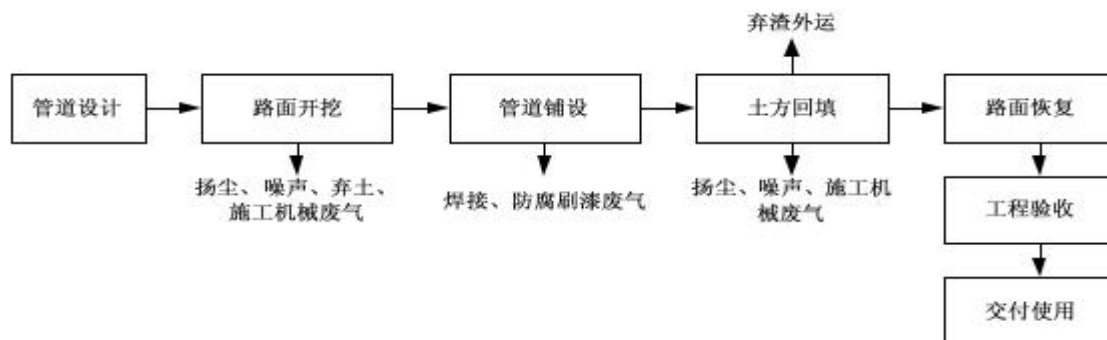 弃渣外运
管道设计
路面开挖
管道铺设
土方回填
路面恢复
扬尘、噪声、弃土、
施工机械废气
焊接、防腐刷漆废气
扬尘、噪声、施工机
械废气
工程验收
交付使用